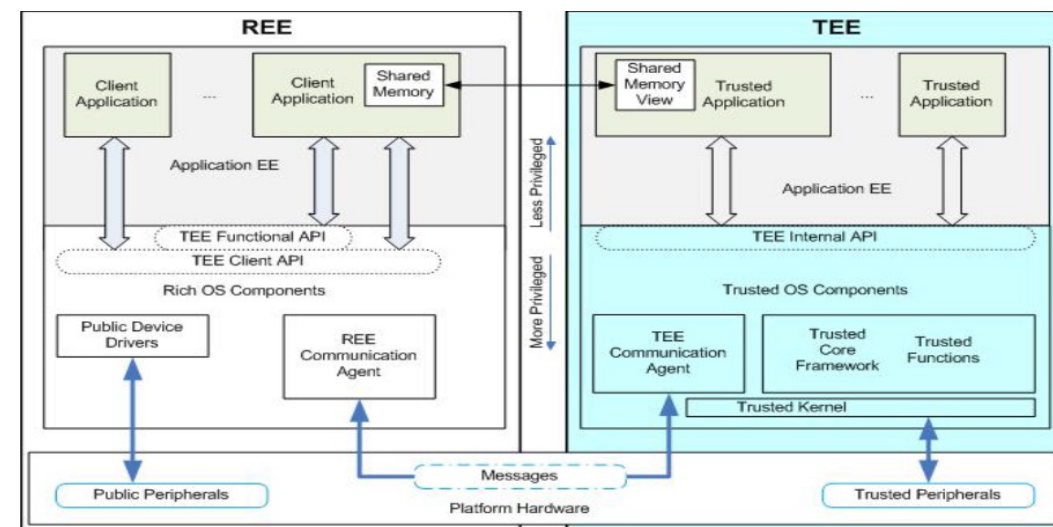 REE
TEE
Client
Application
...
Client
Application
Shared
Memory
Shared
Memory
View
Trusted
Application
...
Trusted
Application
Application EE
Less Privileged
Application EE
TEE Functional API
TEE Client API
TEE Internal API
Rich OS Components
More Privileged
Trusted OS Components
Public Device
Drivers
REE
Communication
Agent
TEE
Communication
Agent
Trusted
Core
Framework
Trusted
Functions
Trusted Kernel
Messages
Public Peripherals
Platform Hardware
Trusted Peripherals